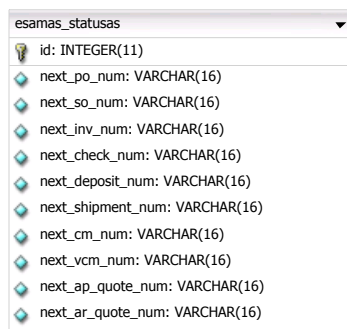 esamas_statusas
id: INTEGER(11)
next_po_num: VARCHAR(16)
next_so_num: VARCHAR(16)
next_inv_num: VARCHAR(16)
next_check_num: VARCHAR(16)
next_deposit_num: VARCHAR(16)
next_shipment_num: VARCHAR(16)
next_cm_num: VARCHAR(16)
next_vcm_num: VARCHAR(16)
next_ap_quote_num: VARCHAR(16)
next_ar_quote_num: VARCHAR(16)